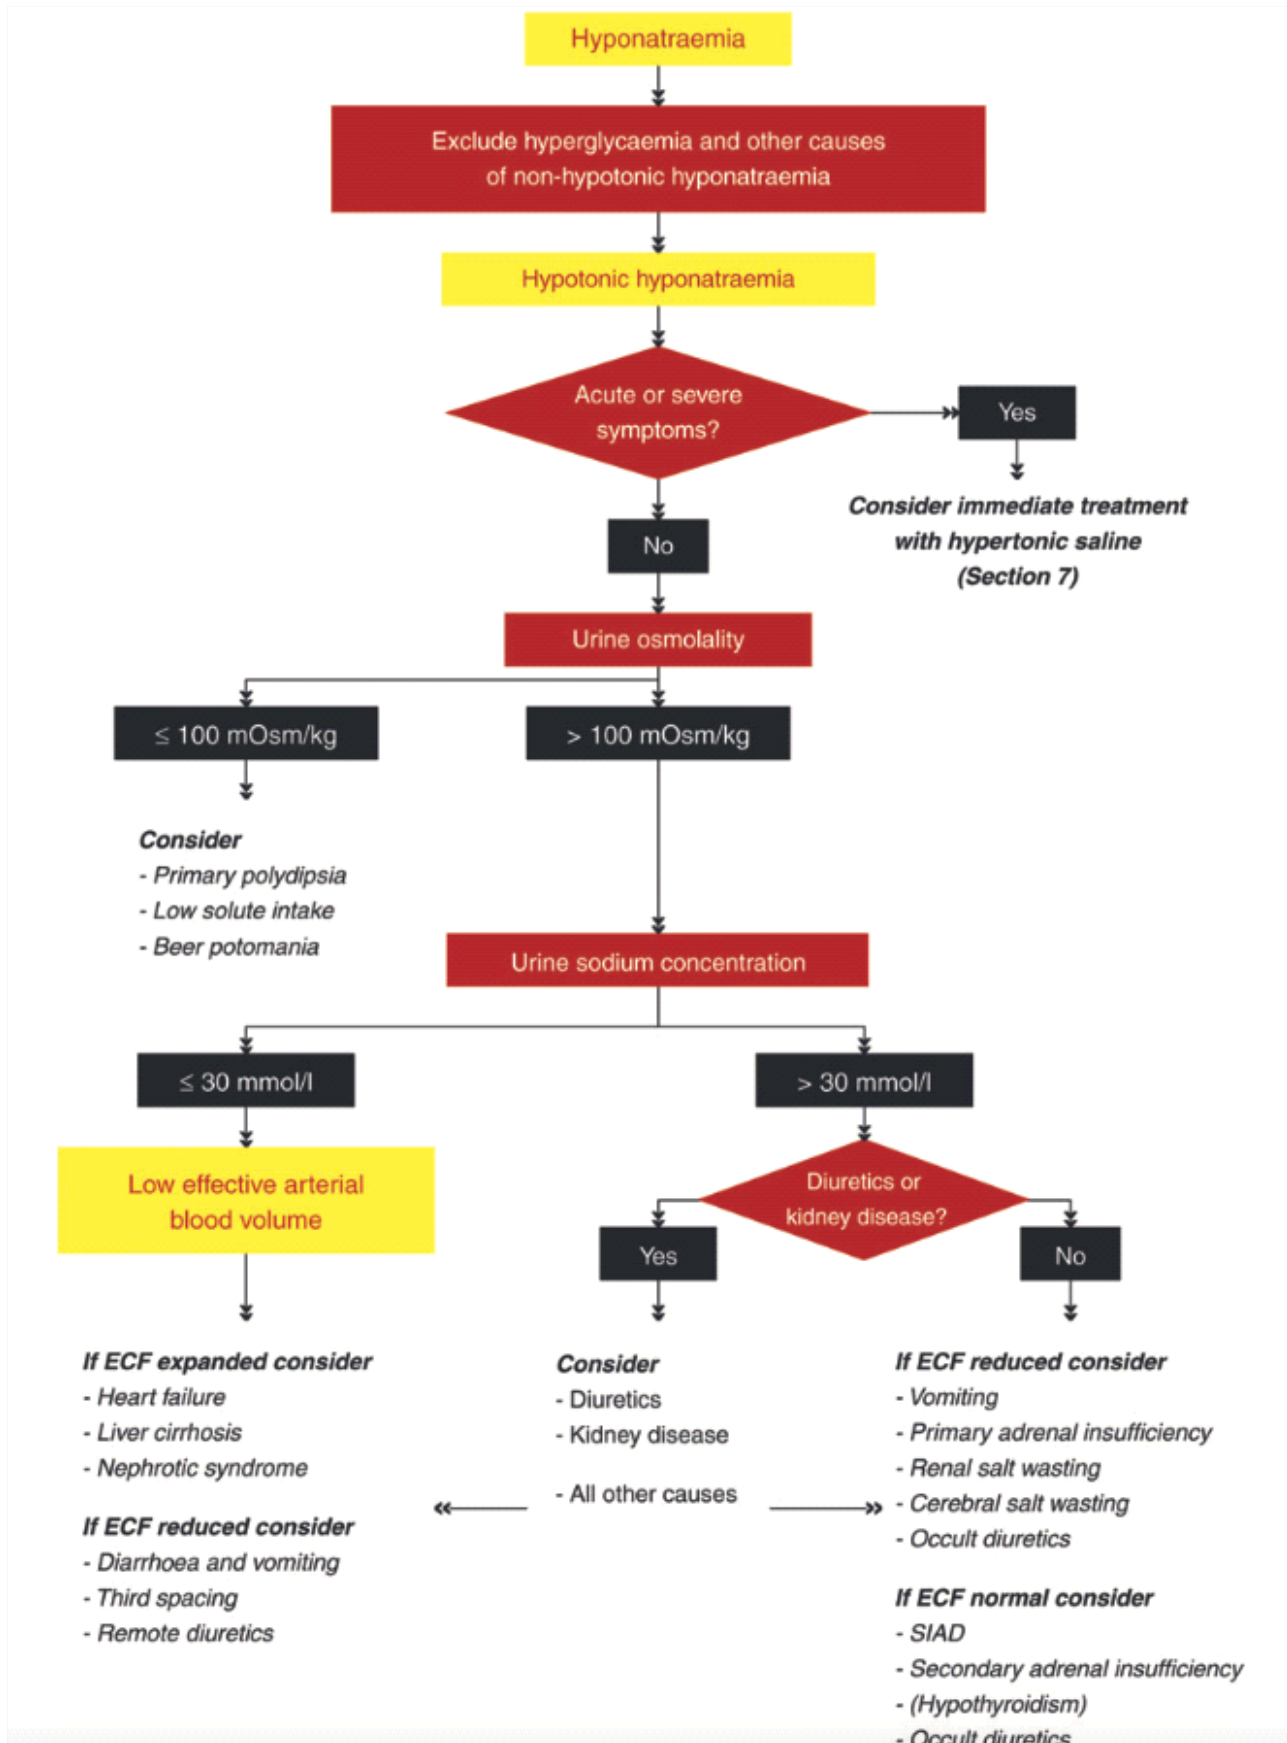 Hyponatraemia
Exclude hyperglycaemia and other causes
of non-hypotonic hyponatraemia
Hypotonic hyponatraemia
Acute or severe
symptoms?
Yes
Consider immediate treatment
with hypertonic saline
(Section 7)
No
Urine osmolality
≤ 100 mOsm/kg
> 100 mOsm/kg
Consider
- Primary polydipsia
- Low solute intake
- Beer potomania
Urine sodium concentration
≤ 30 mmol/l
> 30 mmol/l
Low effective arterial
blood volume
Diuretics or
kidney disease?
Yes
No
If ECF expanded consider
- Heart failure
- Liver cirrhosis
- Nephrotic syndrome
If ECF reduced consider
- Diarrhoea and vomiting
- Third spacing
- Remote diuretics
Consider
- Diuretics
- Kidney disease
- All other causes
If ECF reduced consider
- Vomiting
- Primary adrenal insufficiency
- Renal salt wasting
- Cerebral salt wasting
- Occult diuretics
If ECF normal consider
- SIAD
- Secondary adrenal insufficiency
- (Hypothyroidism)
- Occult diuretics